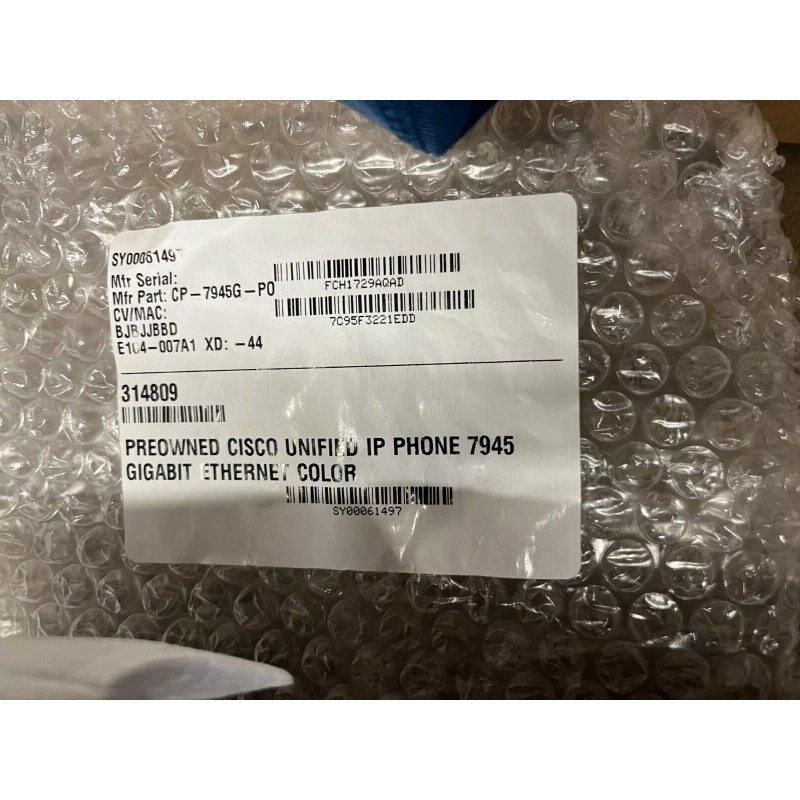 SY00061497
Mfr Serial:
FCH1729AQAD
Mfr Part: CP-7945G-PO
CV/MAC:
7C95F3221EDD
BJBJJBBD
E104-007A1 XD: -44
314809
PREOWNED CISCO UNIFIED IP PHONE 7945
GIGABIT ETHERNET COLOR
SY00061497